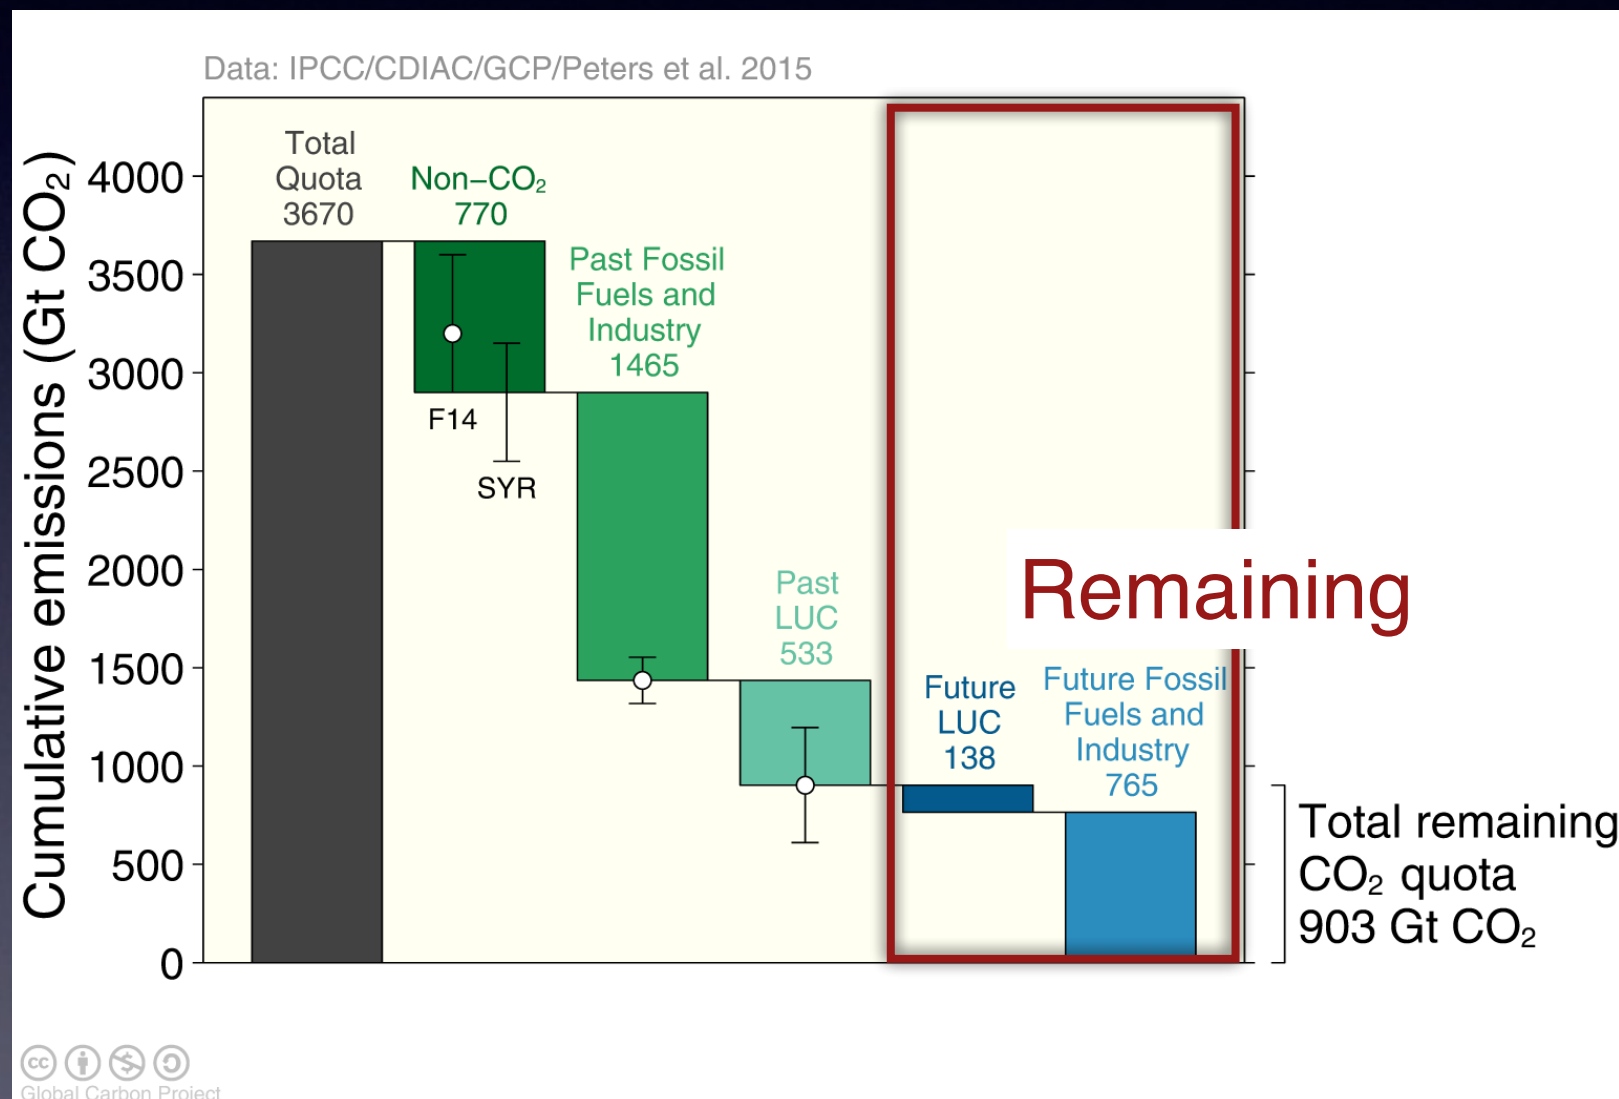 Data: IPCC/CDIAC/GCP/Peters et al. 2015
Cumulative emissions (Gt CO₂)
4000
3500
3000
2500
2000
1500
1000
500
0
Total
Quota
3670
Non–CO₂
770
F14
SYR
Past Fossil
Fuels and
Industry
1465
Past
LUC
533
Remaining
Future
LUC
138
Future Fossil
Fuels and
Industry
765
Total remaining
CO₂ quota
903 Gt CO₂
cc
Global Carbon Project